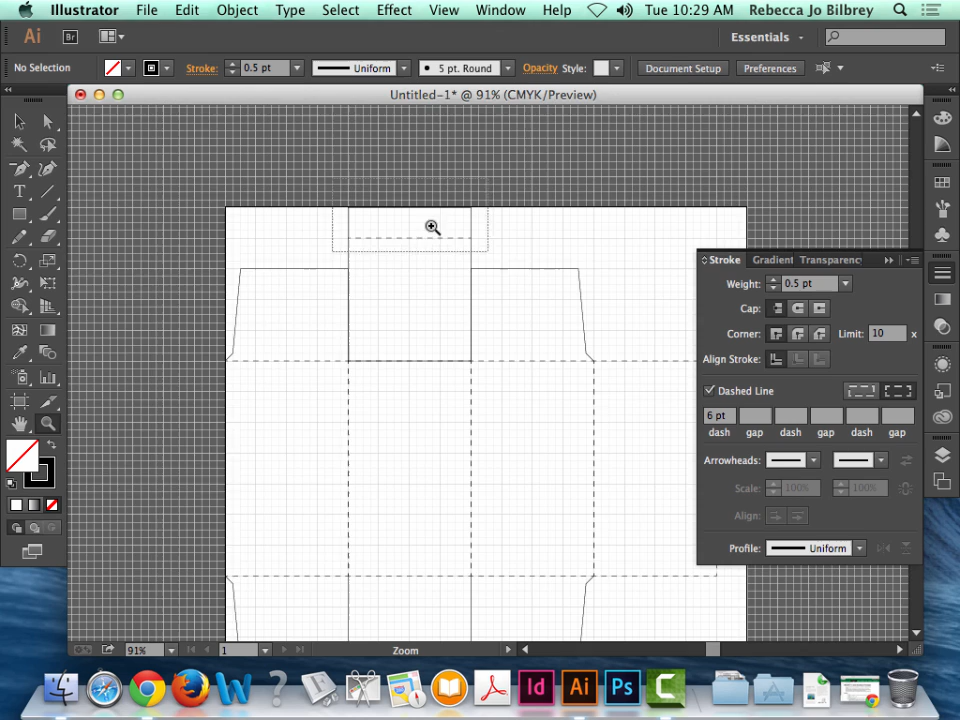 Illustrator File Edit Object Type Select Effect View Window Help Tue 10:29 AM Rebecca Jo Bilbrey
Ai Br Essentials
No Selection Stroke: 0.5 pt Uniform 5 pt. Round Opacity Style: Document Setup Preferences
Untitled-1* @ 91% (CMYK/Preview)
Stroke Gradient Transparency
Weight: 0.5 pt
Cap:
Corner: Limit: 10 x
Align Stroke:
Dashed Line
6 pt
dash gap dash gap dash gap
Arrowheads:
Scale: 100% 100%
Align:
Profile: Uniform
91% 1 Zoom
W ? Id Ai Ps C